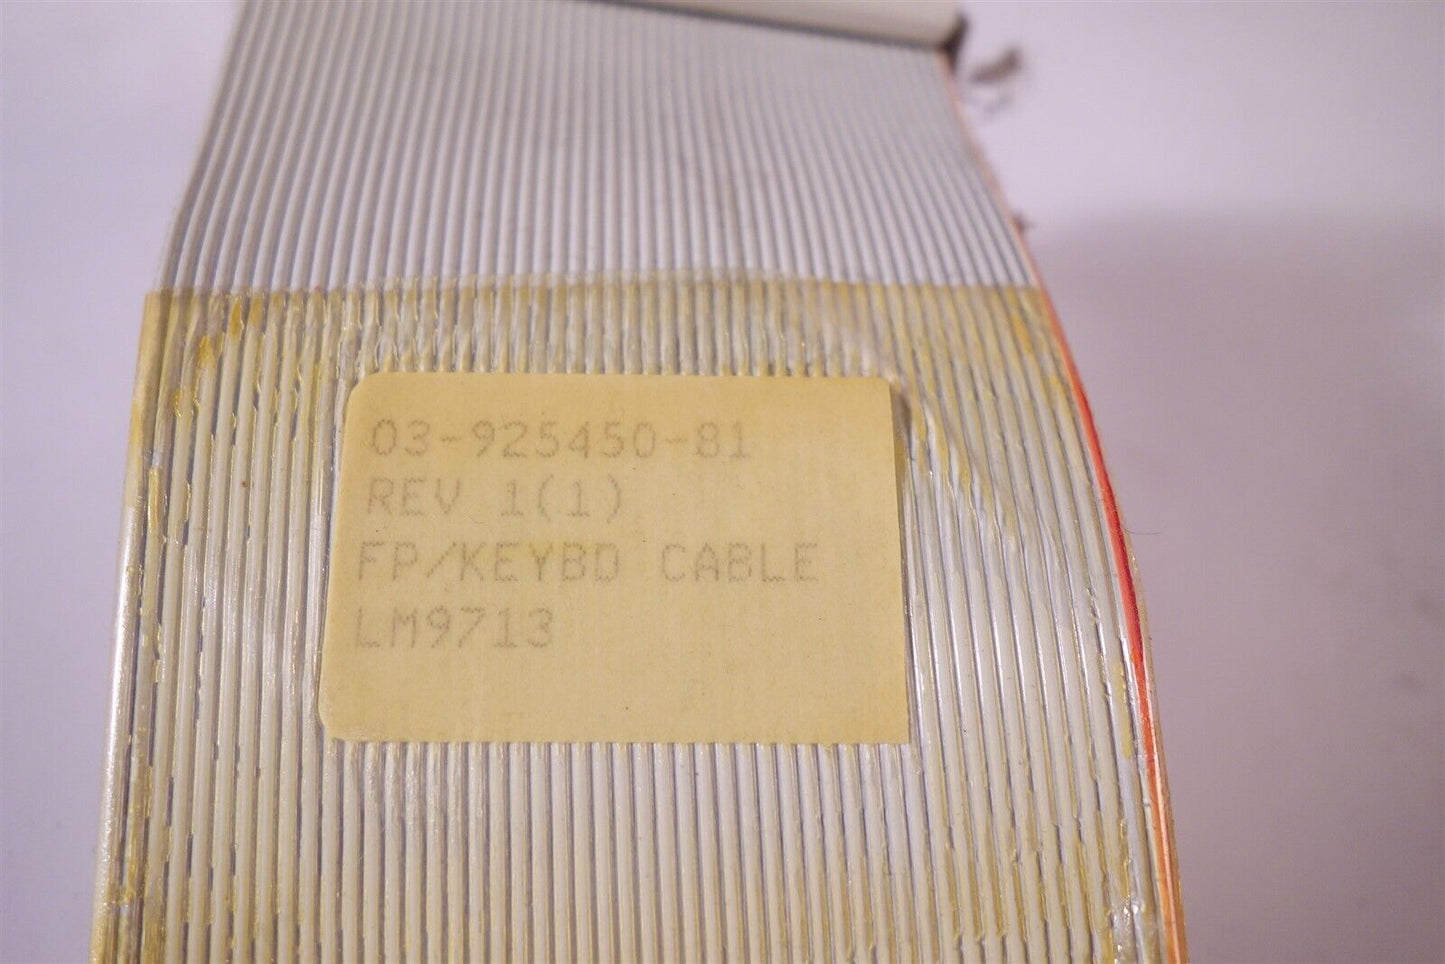 03-925450-81
REV 1(1)
FP/KEYBD CABLE
LM9713